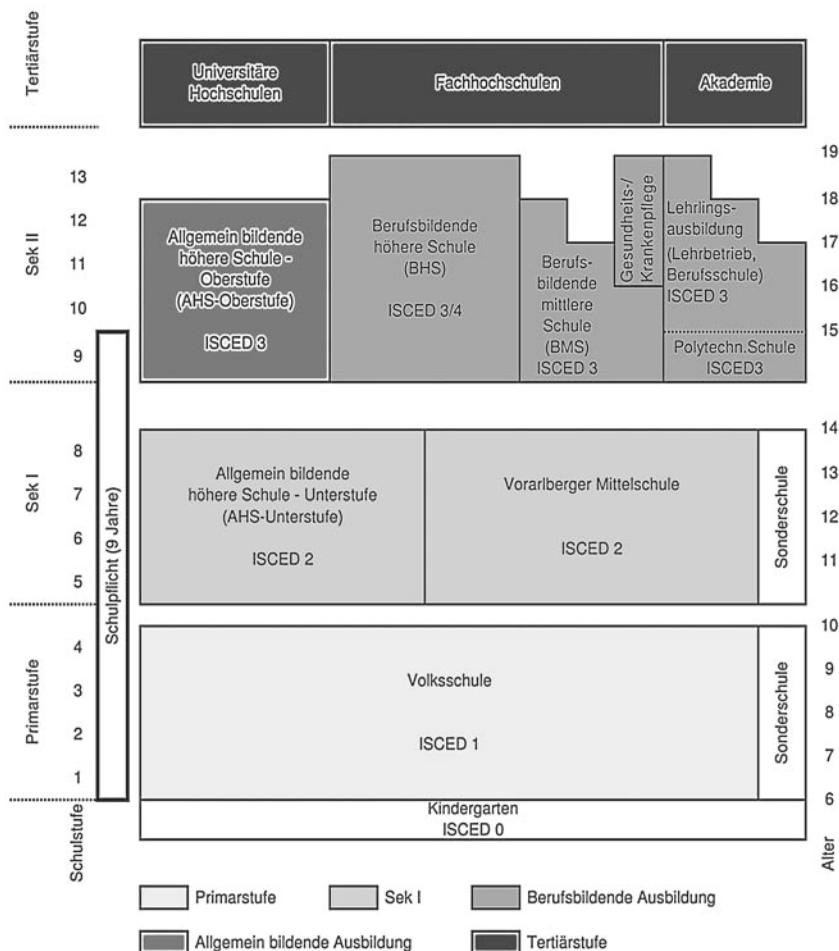 Tertiärstufe
Universitäre
Hochschulen
Fachhochschulen
Akademie
Sek II
13
12
11
10
9
Allgemein bildende
höhere Schule -
Oberstufe
(AHS-Oberstufe)
ISCED 3
Berufsbildende
höhere Schule
(BHS)
ISCED 3/4
Berufs-
bildende
mittlere
Schule
(BMS)
ISCED 3
Gesundheits-/
Krankenpflege
Lehrlings-
ausbildung
(Lehrbetrieb,
Berufsschule)
ISCED 3
Polytechn.Schule
ISCED3
19
18
17
16
15
Schulpflicht (9 Jahre)
Sek I
8
7
6
5
Allgemein bildende
höhere Schule - Unterstufe
(AHS-Unterstufe)
ISCED 2
Vorarlberger Mittelschule
ISCED 2
Sonderschule
14
13
12
11
Primarstufe
4
3
2
1
Volksschule
ISCED 1
Sonderschule
10
9
8
7
6
Schulstufe
Kindergarten
ISCED 0
Alter
Primarstufe
Sek I
Berufsbildende Ausbildung
Allgemein bildende Ausbildung
Tertiärstufe